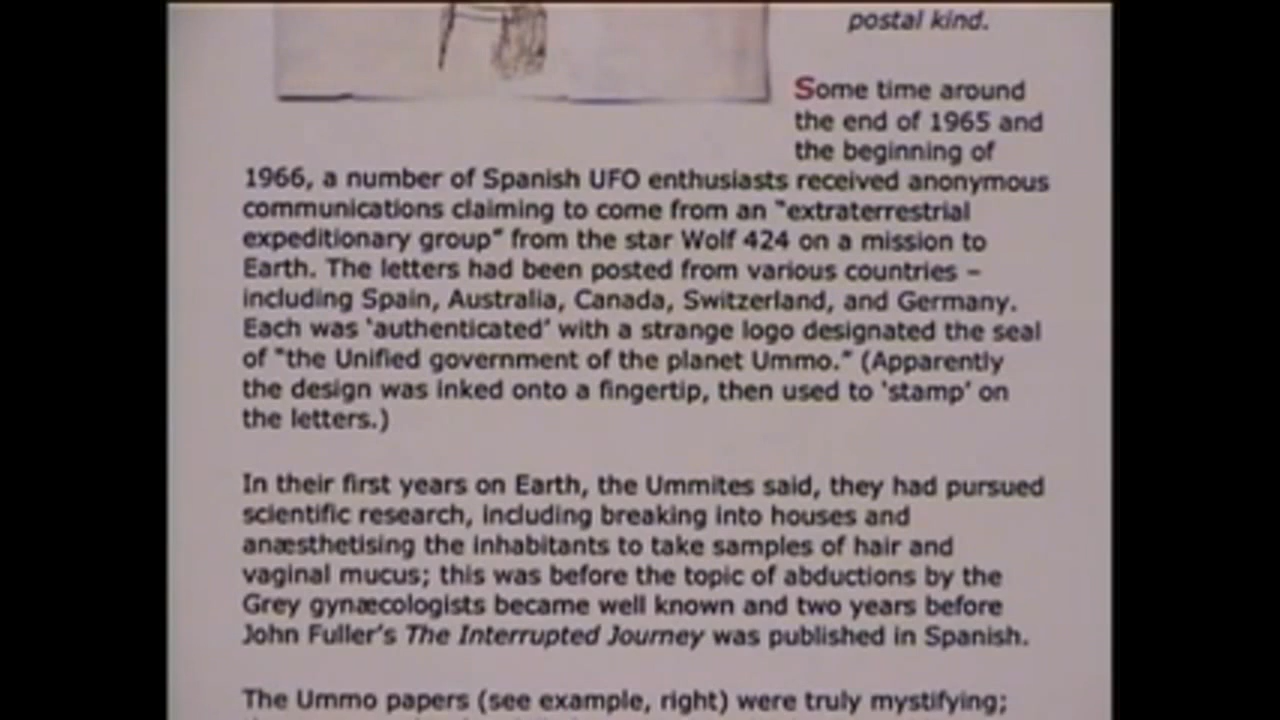 postal kind.
Some time around
the end of 1965 and
the beginning of
1966, a number of Spanish UFO enthusiasts received anonymous
communications claiming to come from an "extraterrestrial
expeditionary group" from the star Wolf 424 on a mission to
Earth. The letters had been posted from various countries –
including Spain, Australia, Canada, Switzerland, and Germany.
Each was 'authenticated' with a strange logo designated the seal
of "the Unified government of the planet Ummo." (Apparently
the design was inked onto a fingertip, then used to 'stamp' on
the letters.)
In their first years on Earth, the Ummites said, they had pursued
scientific research, including breaking into houses and
anæsthetising the inhabitants to take samples of hair and
vaginal mucus; this was before the topic of abductions by the
Grey gynæcologists became well known and two years before
John Fuller's The Interrupted Journey was published in Spanish.
The Ummo papers (see example, right) were truly mystifying;